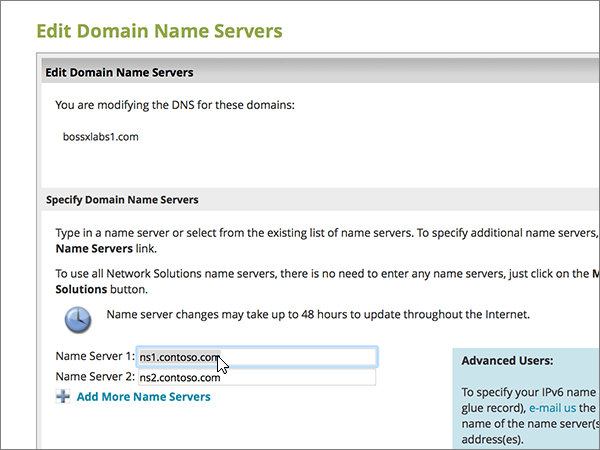 Edit Domain Name Servers
Edit Domain Name Servers
You are modifying the DNS for these domains:
bossxlabs1.com
Specify Domain Name Servers
Type in a name server or select from the existing list of name servers. To specify additional name servers,
Name Servers link.
To use all Network Solutions name servers, there is no need to enter any name servers, just click on the M
Solutions button.
Name server changes may take up to 48 hours to update throughout the Internet.
Name Server 1: ns1.contoso.com
Name Server 2: ns2.contoso.com
Add More Name Servers
Advanced Users:
To specify your IPv6 name
glue record), e-mail us the
name of the name server(s
address(es).